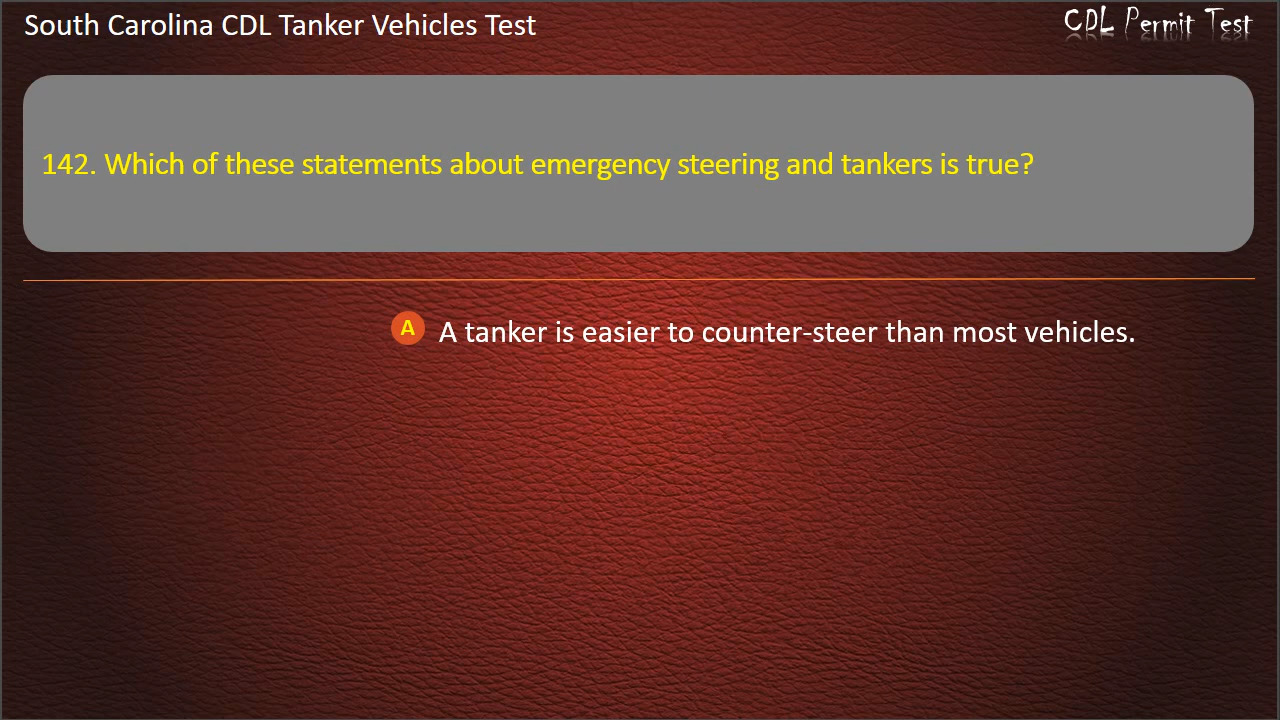 South Carolina CDL Tanker Vehicles Test
CDL Permit Test
142. Which of these statements about emergency steering and tankers is true?
A A tanker is easier to counter-steer than most vehicles.